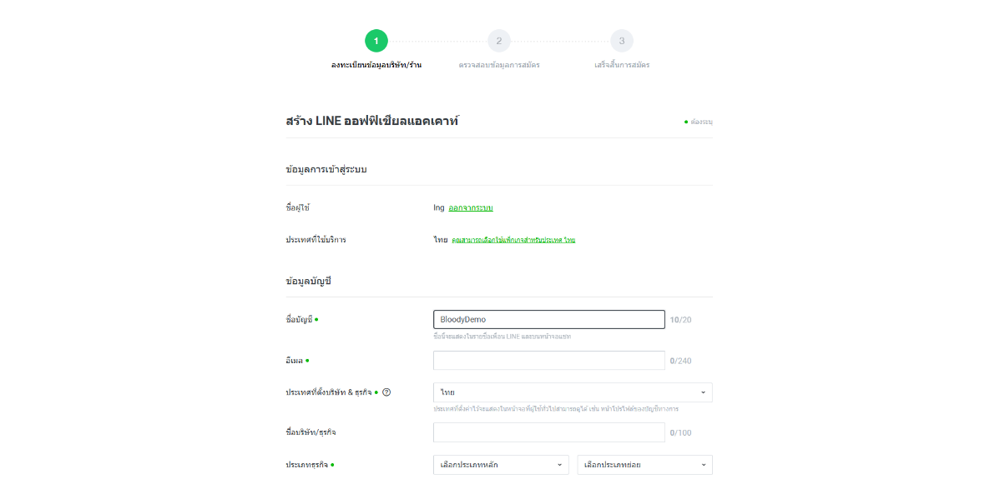 1
2
3
ลงทะเบียนข้อมูลบริษัท/ร้าน
ตรวจสอบข้อมูลการสมัคร
เสร็จสิ้นการสมัคร
สร้าง LINE ออฟฟิเชียลแอคเคาท์
ต้องระบุ
ข้อมูลการเข้าสู่ระบบ
ชื่อผู้ใช้ Ing ออกจากระบบ
ประเทศที่ใช้บริการ ไทย คุณสามารถเลือกใช้แพ็กเกจสำหรับประเทศ ไทย
ข้อมูลบัญชี
ชื่อบัญชี BloodyDemo 10/20
ชื่อนี้จะแสดงในรายชื่อเพื่อน LINE และบนหน้าจอแชท
อีเมล 0/240
ประเทศที่ตั้งบริษัท & ธุรกิจ ? ไทย
ประเทศที่ตั้งค่าไว้จะแสดงในหน้าจอที่ผู้ใช้ทั่วไปสามารถดูได้ เช่น หน้าโปรไฟล์ของบัญชีทางการ
ชื่อบริษัท/ธุรกิจ 0/100
ประเภทธุรกิจ เลือกประเภทหลัก เลือกประเภทย่อย